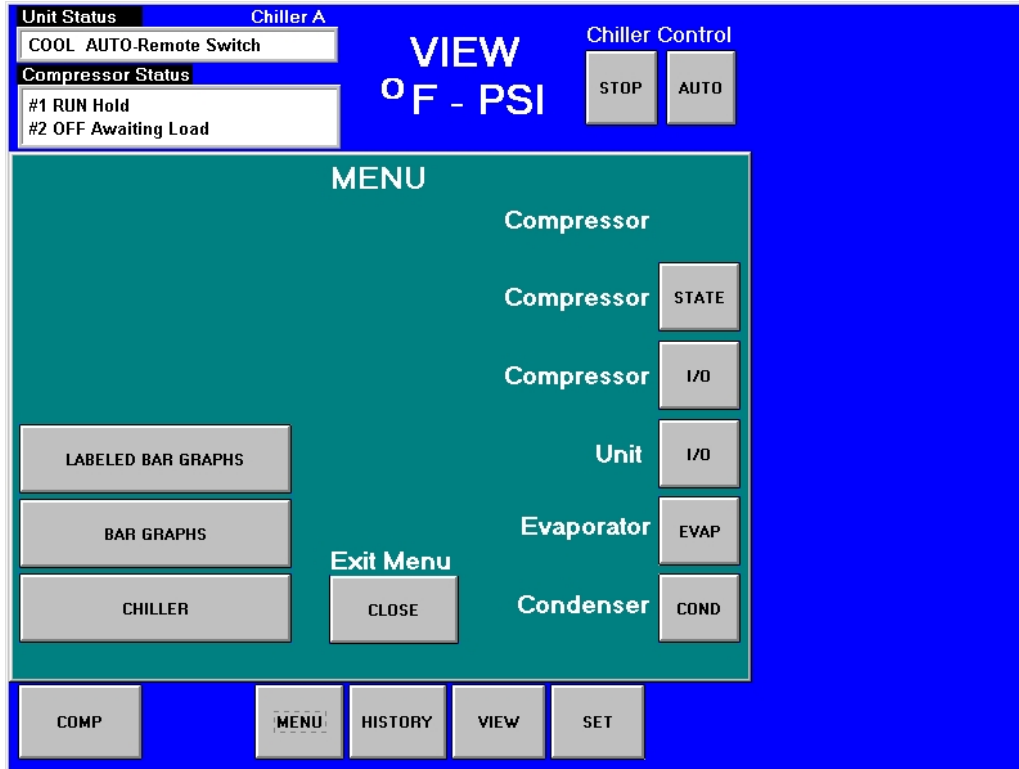 Unit Status Chiller A
COOL AUTO-Remote Switch
Compressor Status
#1 RUN Hold
#2 OFF Awaiting Load
VIEW
°F - PSI
Chiller Control
STOP AUTO
MENU
Compressor
Compressor STATE
Compressor I/O
Unit I/O
Evaporator EVAP
Condenser COND
LABELED BAR GRAPHS
BAR GRAPHS
CHILLER
Exit Menu
CLOSE
COMP MENU HISTORY VIEW SET